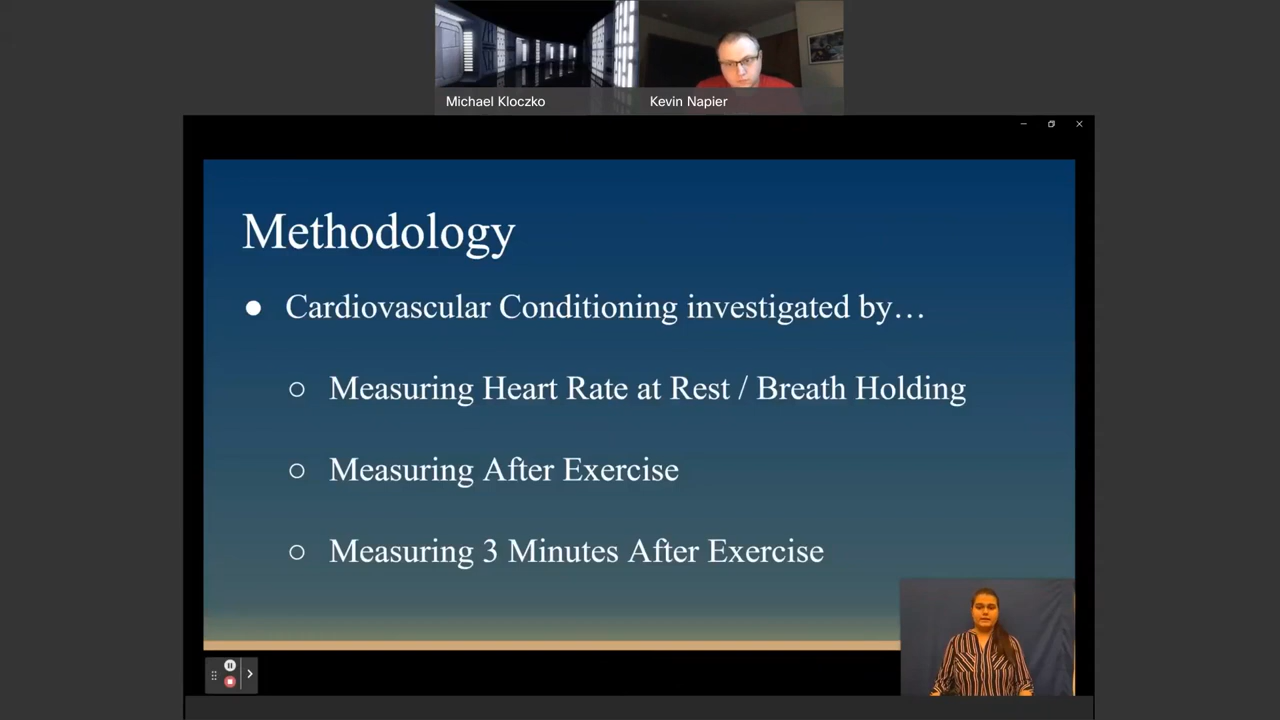 Michael Kloczko
Kevin Napier
Methodology
● Cardiovascular Conditioning investigated by…
○ Measuring Heart Rate at Rest / Breath Holding
○ Measuring After Exercise
○ Measuring 3 Minutes After Exercise